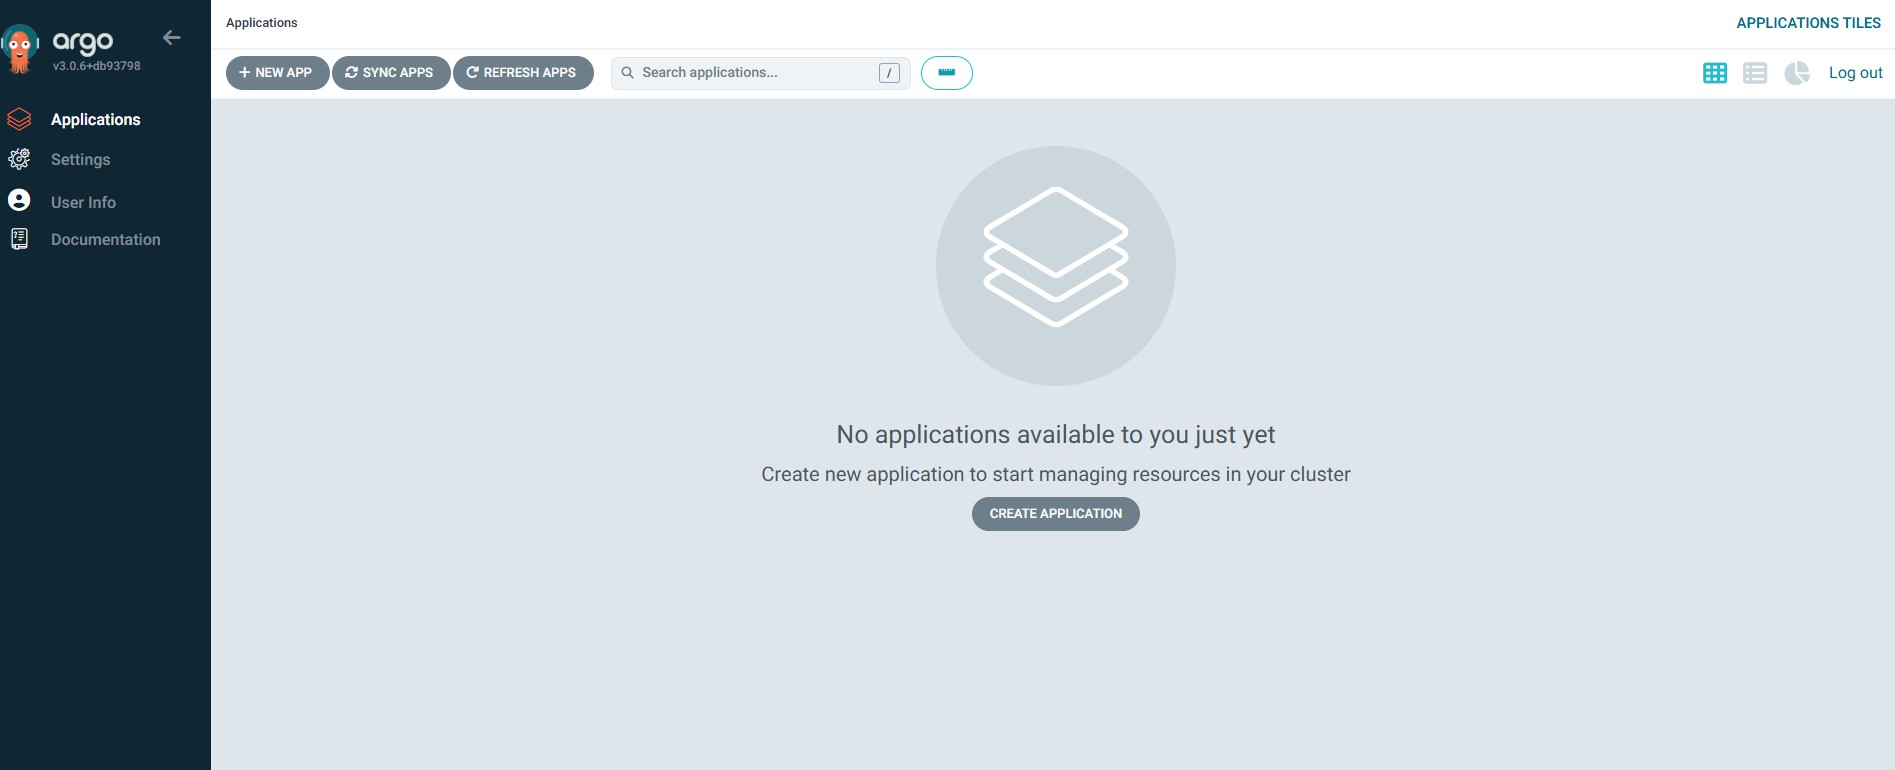 argo
v3.0.6+db93798
Applications
Settings
User Info
Documentation
Applications
APPLICATIONS TILES
NEW APP
SYNC APPS
REFRESH APPS
Search applications...
/
Log out
No applications available to you just yet
Create new application to start managing resources in your cluster
CREATE APPLICATION